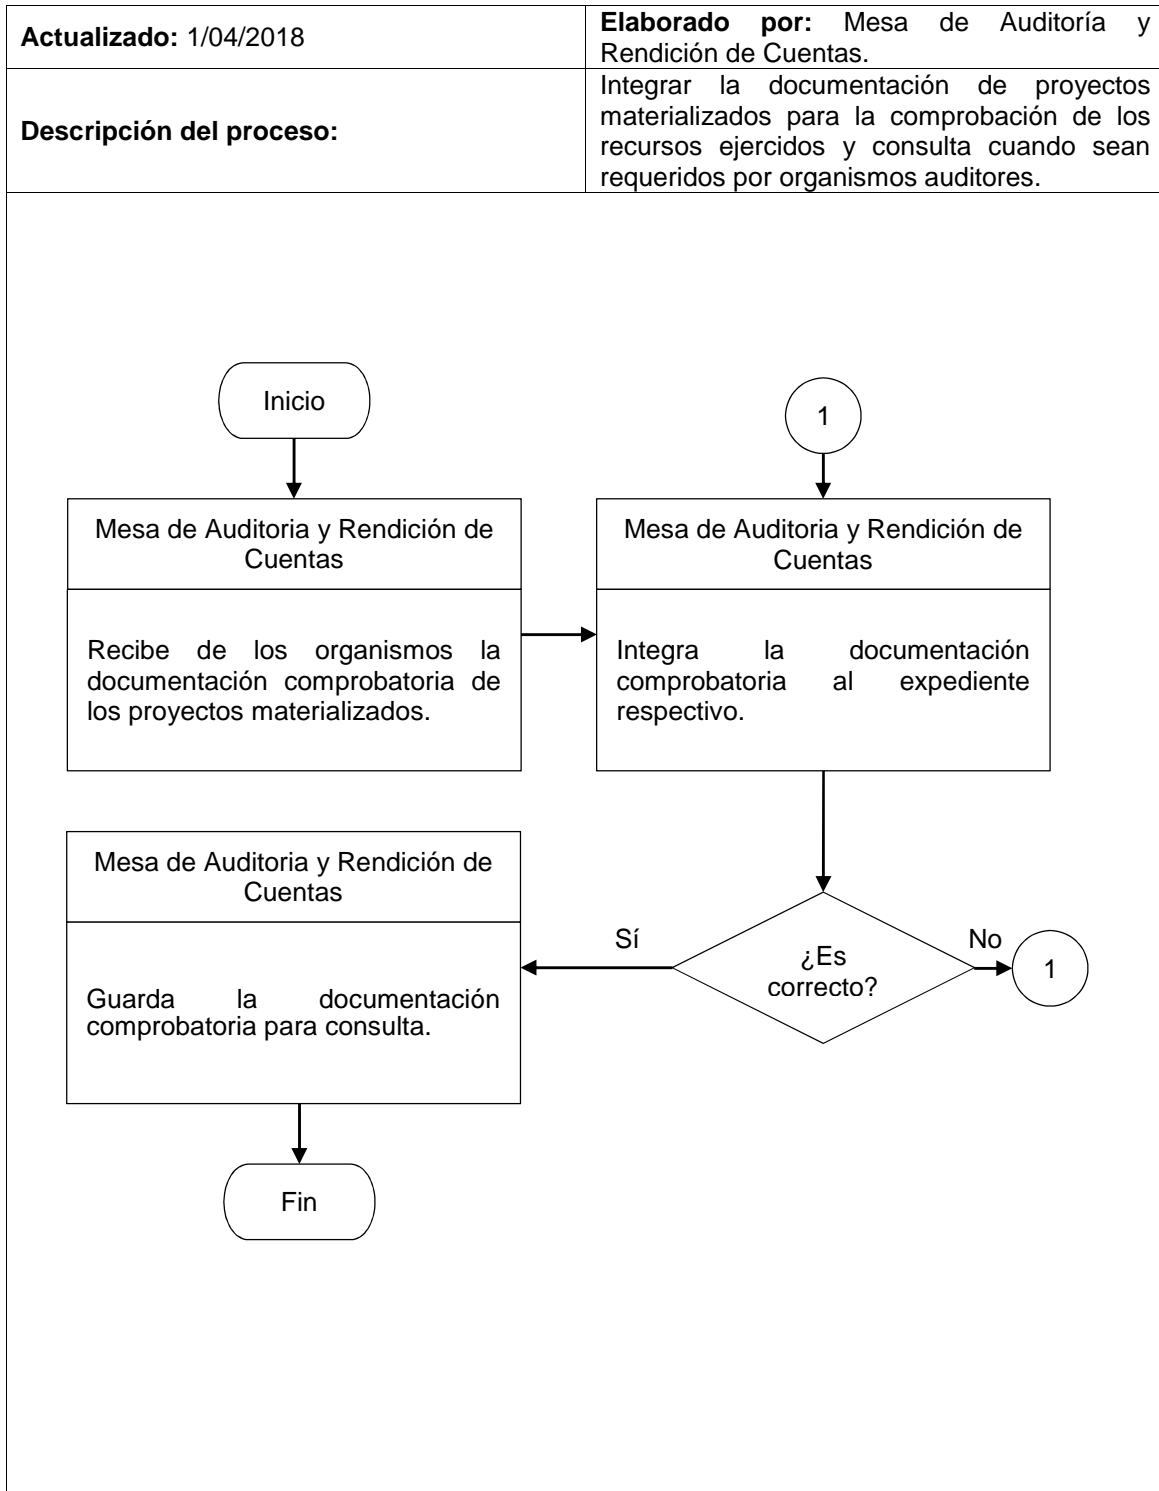 Actualizado: 1/04/2018
Elaborado por: Mesa de Auditoría y
Rendición de Cuentas.
Descripción del proceso:
Integrar la documentación de proyectos
materializados para la comprobación de los
recursos ejercidos y consulta cuando sean
requeridos por organismos auditores.
Inicio
Mesa de Auditoria y Rendición de
Cuentas
Recibe de los organismos la
documentación comprobatoria de
los proyectos materializados.
1
Mesa de Auditoria y Rendición de
Cuentas
Integra la documentación
comprobatoria al expediente
respectivo.
¿Es
correcto?
No
1
Sí
Mesa de Auditoria y Rendición de
Cuentas
Guarda la documentación
comprobatoria para consulta.
Fin